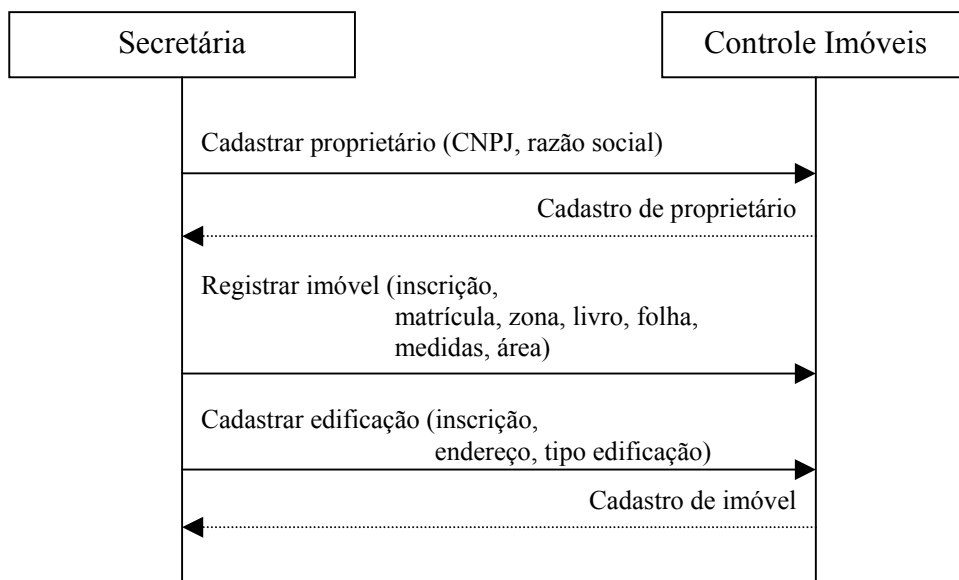 Secretária
Controle Imóveis
Cadastrar proprietário (CNPJ, razão social)
Cadastro de proprietário
Registrar imóvel (inscrição,
matrícula, zona, livro, folha,
medidas, área)
Cadastrar edificação (inscrição,
endereço, tipo edificação)
Cadastro de imóvel